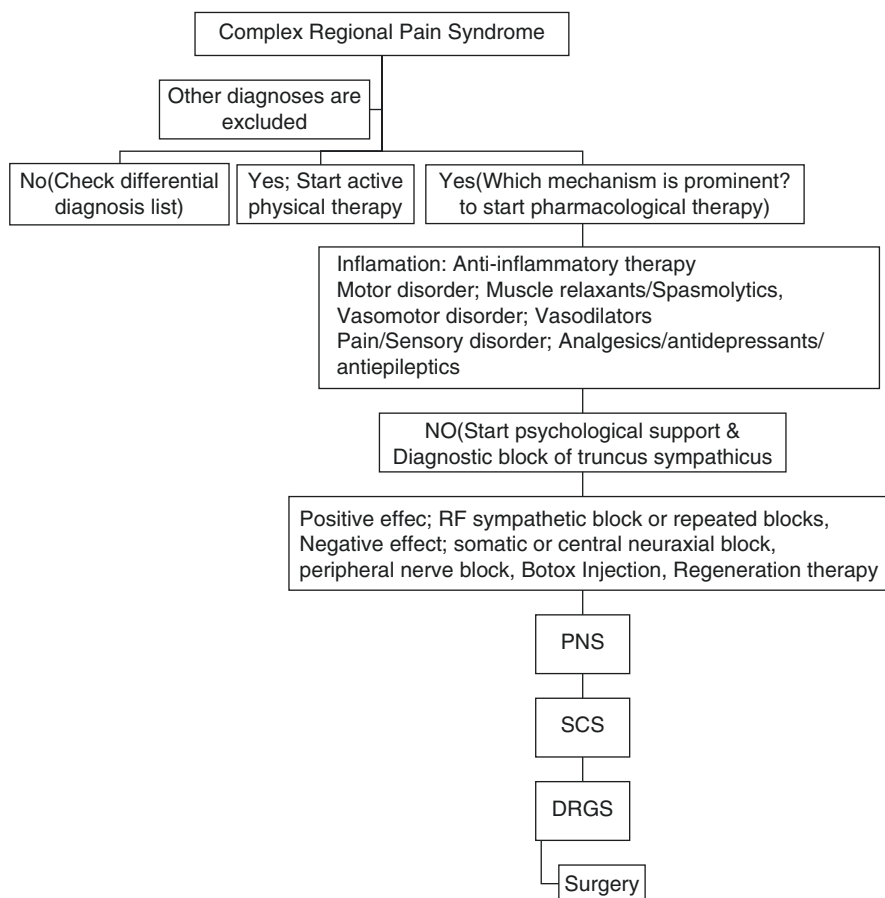 Complex Regional Pain Syndrome
Other diagnoses are
excluded
No(Check differential
diagnosis list)
Yes; Start active
physical therapy
Yes(Which mechanism is prominent?
to start pharmacological therapy)
Inflamation: Anti-inflammatory therapy
Motor disorder; Muscle relaxants/Spasmolytics,
Vasomotor disorder; Vasodilators
Pain/Sensory disorder; Analgesics/antidepressants/
antiepileptics
NO(Start psychological support &
Diagnostic block of truncus sympathicus
Positive effec; RF sympathetic block or repeated blocks,
Negative effect; somatic or central neuraxial block,
peripheral nerve block, Botox Injection, Regeneration therapy
PNS
SCS
DRGS
Surgery